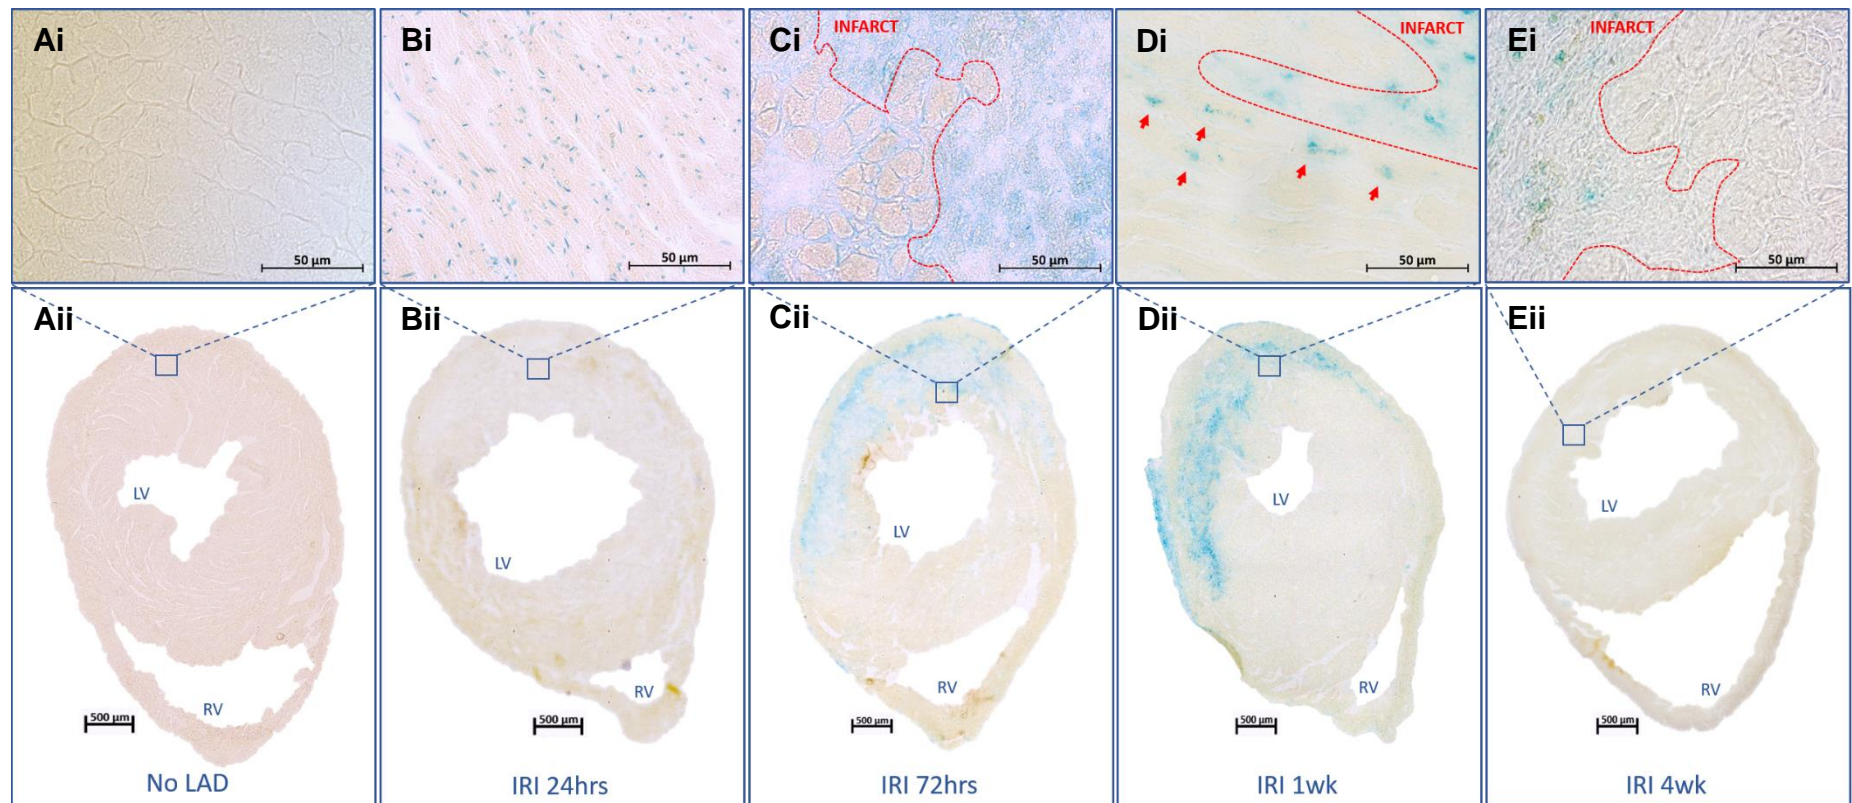 Ai
50 µm
Bi
50 µm
Ci
INFARCT
50 µm
Di
INFARCT
50 µm
Ei
INFARCT
50 µm
Aii
LV
RV
500 µm
No LAD
Bii
LV
RV
500 µm
IRI 24hrs
Cii
LV
RV
500 µm
IRI 72hrs
Dii
LV
RV
500 µm
IRI 1wk
Eii
LV
RV
500 µm
IRI 4wk